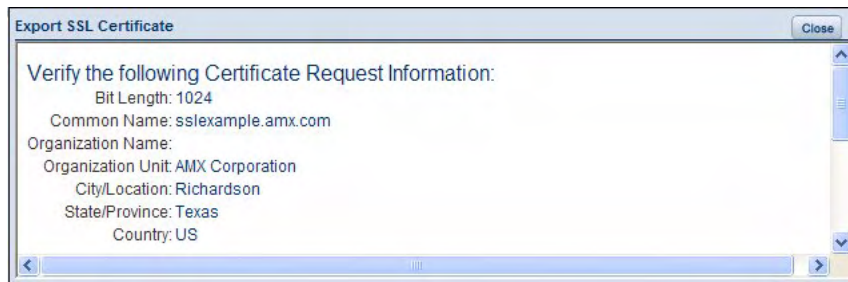 Export SSL Certificate
Close
Verify the following Certificate Request Information:
Bit Length: 1024
Common Name: sslexample.amx.com
Organization Name:
Organization Unit: AMX Corporation
City/Location: Richardson
State/Province: Texas
Country: US